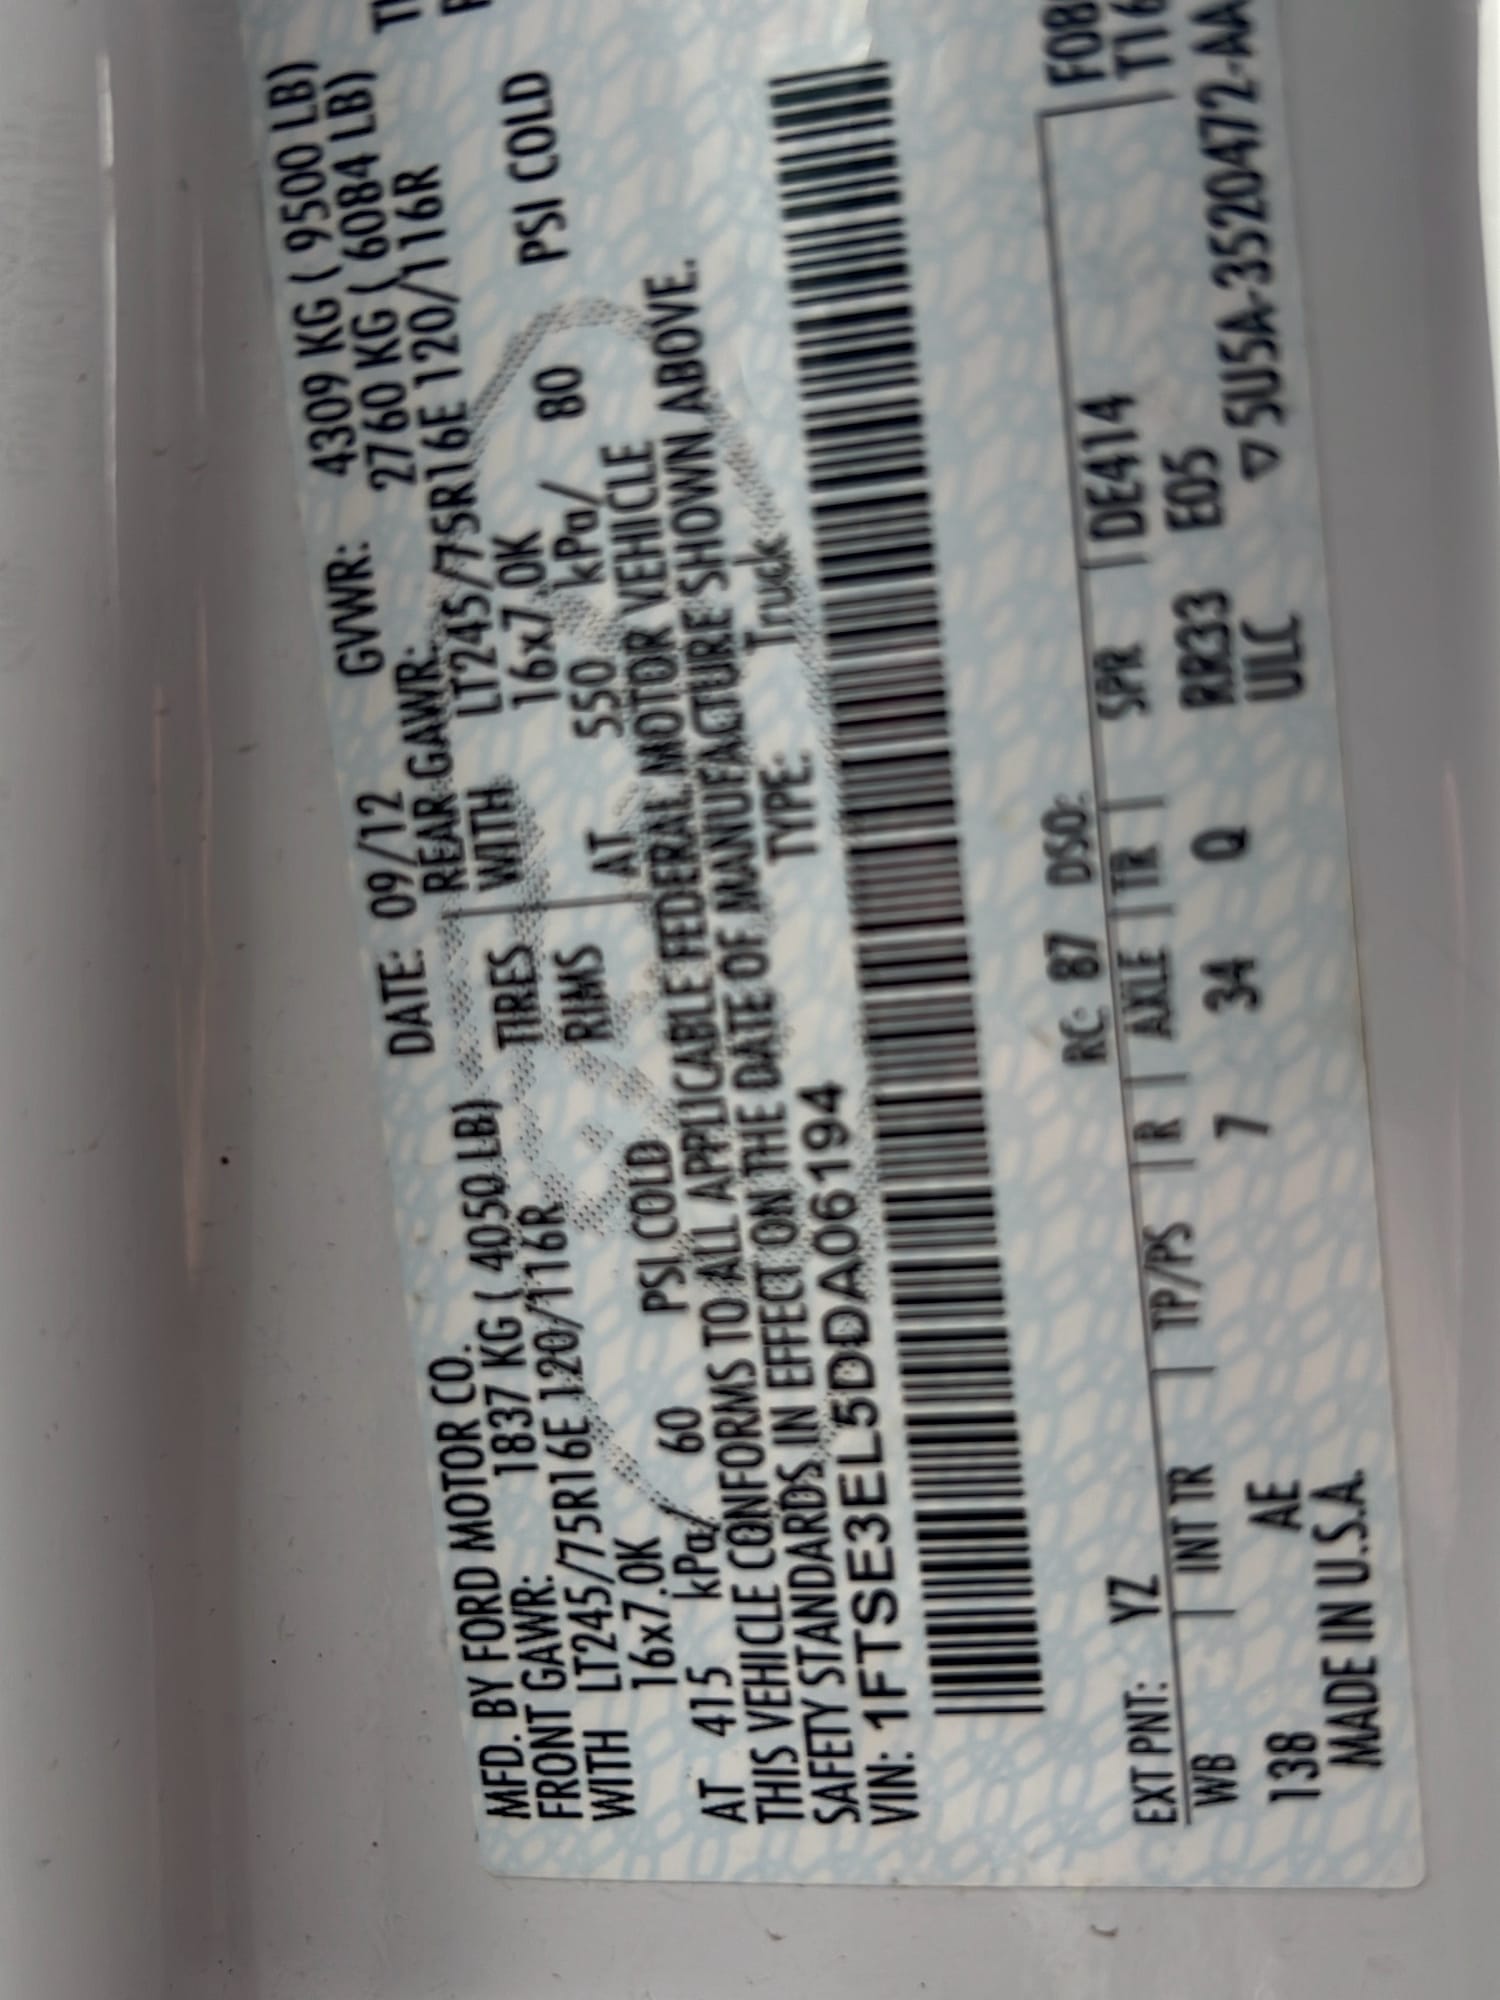 MFD. BY FORD MOTOR CO.
DATE: 09/12 GVWR: 4309 KG ( 9500 LB)
FRONT GAWR: 1837 KG ( 4050 LB) REAR GAWR: 2760 KG ( 6084 LB)
WITH LT245/75R16E 120/116R TIRES WITH LT245/75R16E 120/116R
16x7.0K RIMS 16x7.0K
AT 415 kPa/ 60 PSI COLD AT 550 kPa/ 80 PSI COLD
THIS VEHICLE CONFORMS TO ALL APPLICABLE FEDERAL MOTOR VEHICLE
SAFETY STANDARDS IN EFFECT ON THE DATE OF MANUFACTURE SHOWN ABOVE.
VIN: 1FTSE3EL5DDA06194 TYPE: Truck
F08
T16
EXT PNT: YZ RC: 87 DSO:
WB INT TR TP/PS R AXLE TR SPR DE414
138 AE 7 34 Q RR33 E05
ULC
MADE IN U.S.A. ▽ 5U5A-3520472-AA